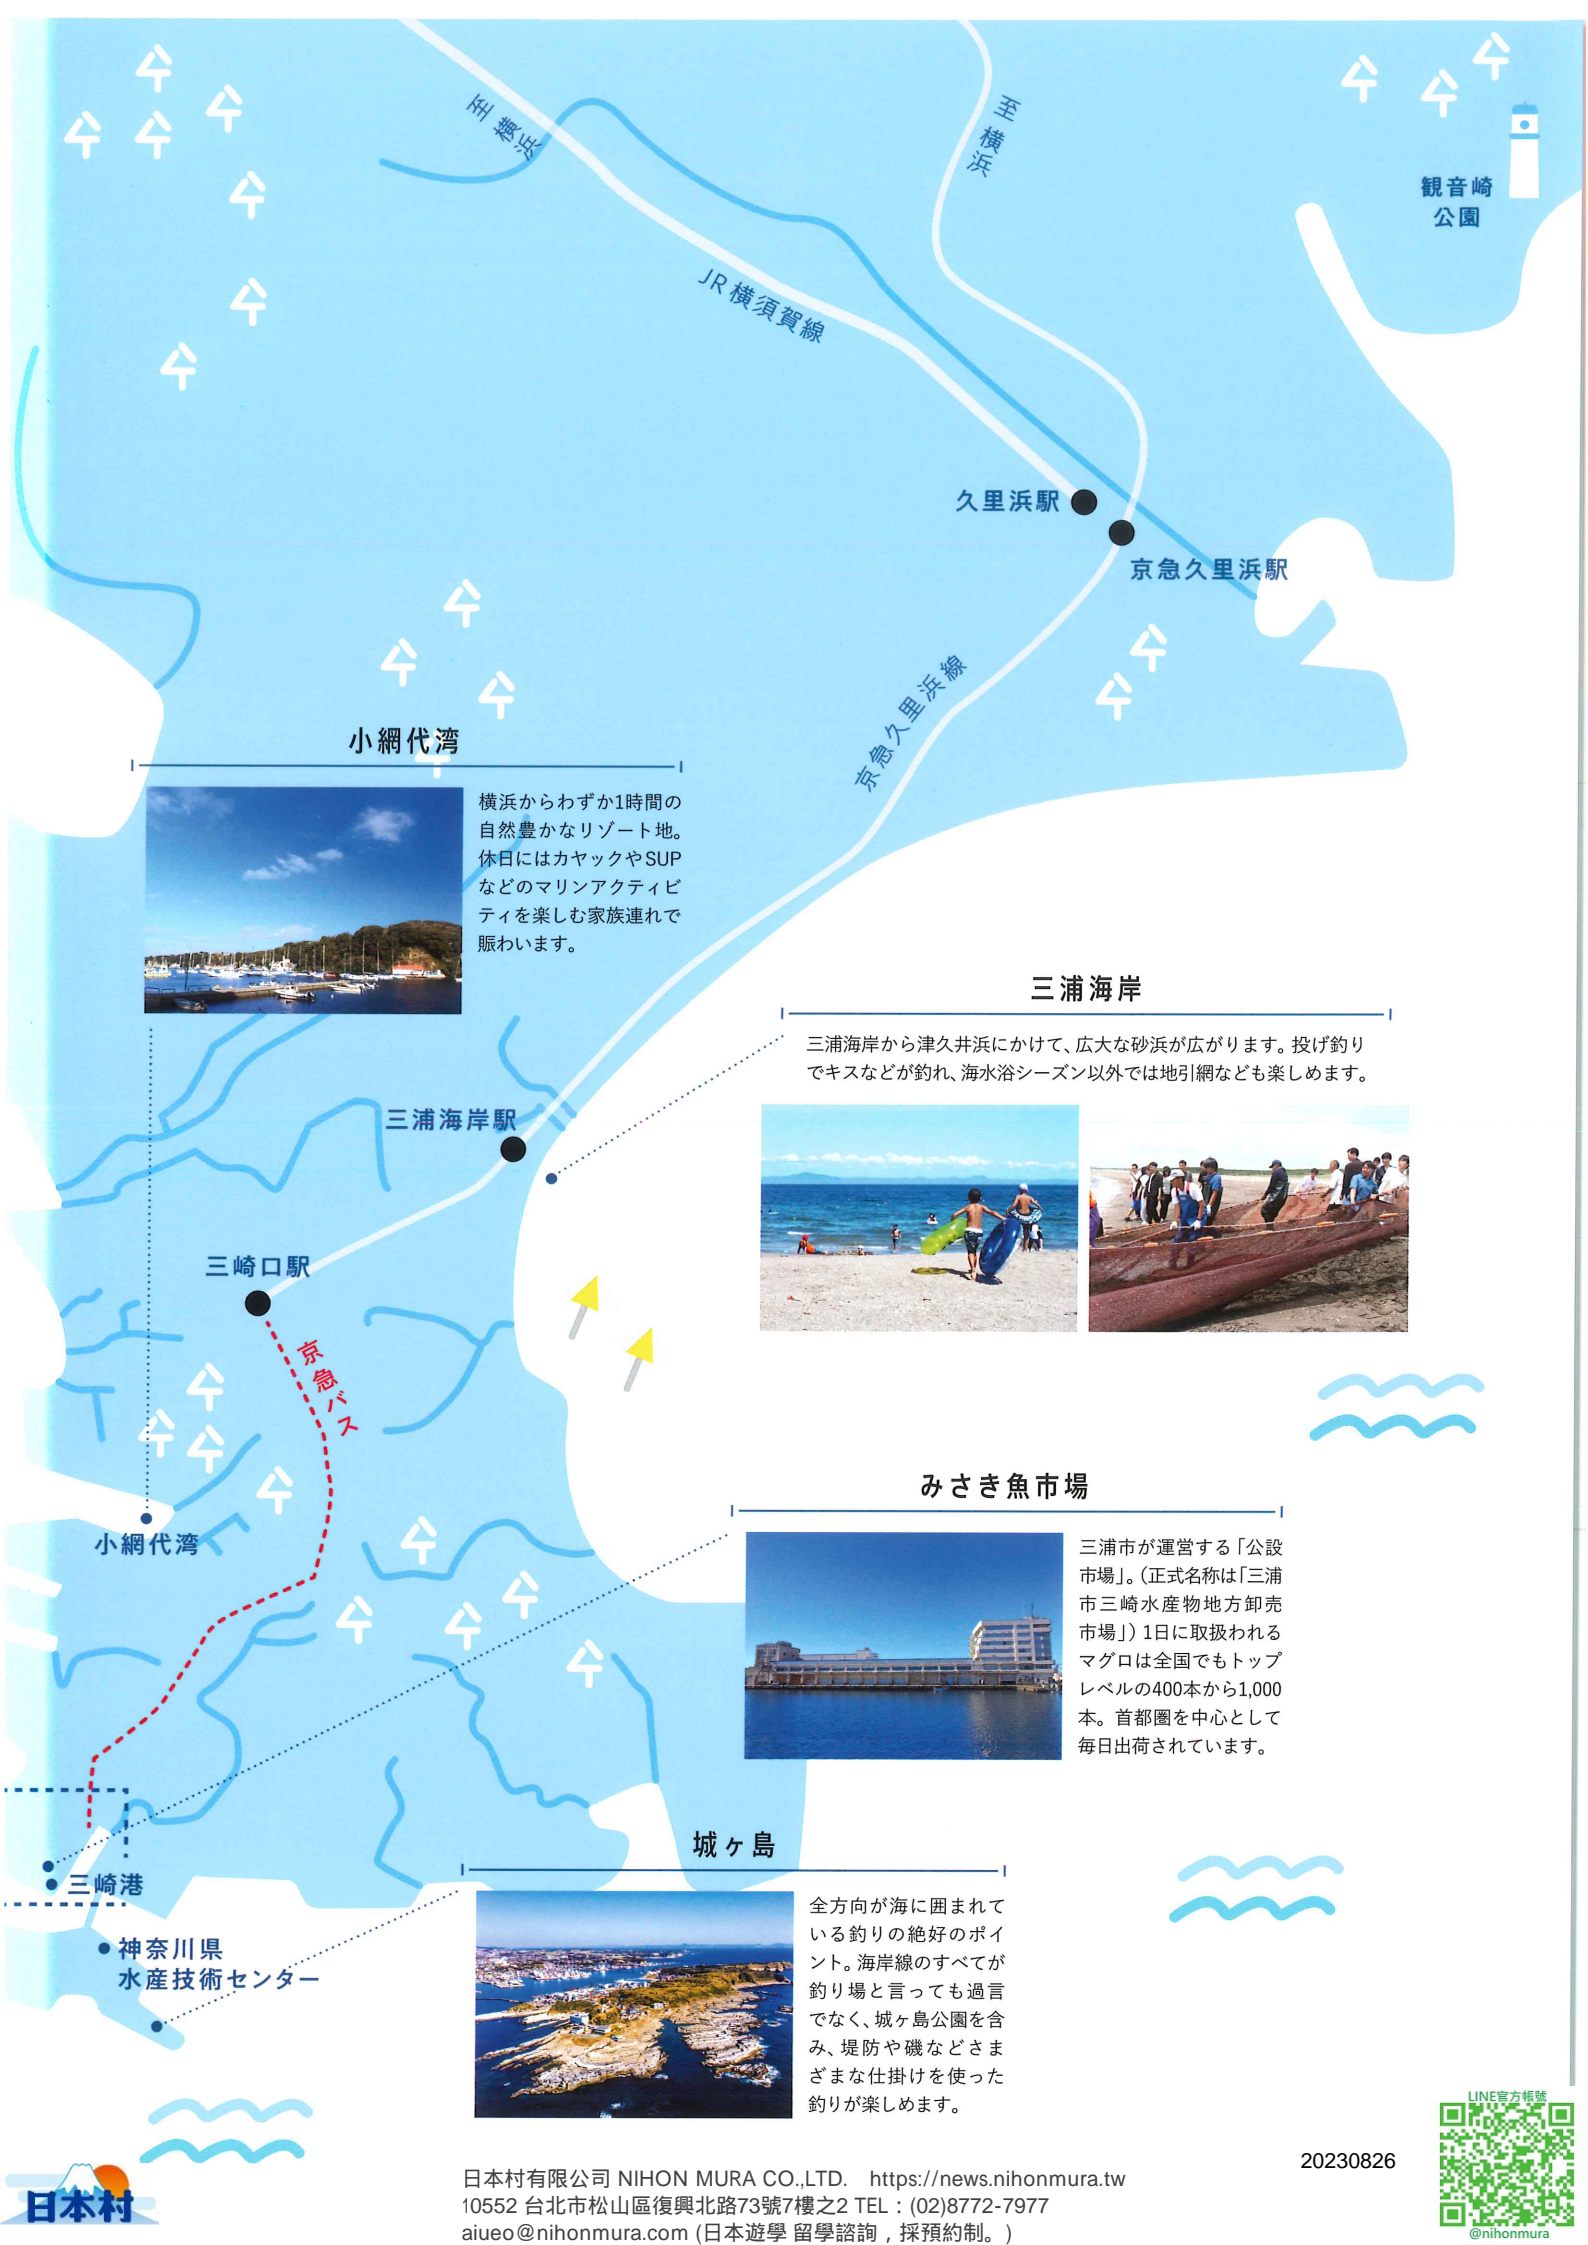 至横浜
至横浜
観音崎
公園
JR横須賀線
久里浜駅
京急久里浜駅
京急久里浜線
小網代湾
横浜からわずか1時間の
自然豊かなリゾート地。
休日にはカヤックやSUP
などのマリンアクティビ
ティを楽しむ家族連れで
賑わいます。
三浦海岸
三浦海岸から津久井浜にかけて、広大な砂浜が広がります。投げ釣り
でキスなどが釣れ、海水浴シーズン以外では地引網なども楽しめます。
三浦海岸駅
三崎口駅
京急バス
小網代湾
みさき魚市場
三浦市が運営する「公設
市場」。(正式名称は「三浦
市三崎水産物地方卸売
市場」)1日に取扱われる
マグロは全国でもトップ
レベルの400本から1,000
本。首都圏を中心として
毎日出荷されています。
三崎港
神奈川県
水産技術センター
城ヶ島
全方向が海に囲まれて
いる釣りの絶好のポイ
ント。海岸線のすべてが
釣り場と言っても過言
でなく、城ヶ島公園を含
み、堤防や磯などさま
ざまな仕掛けを使った
釣りが楽しめます。
LINE官方帳號
@nihonmura
20230826
日本村
日本村有限公司 NIHON MURA CO.,LTD. https://news.nihonmura.tw
10552 台北市松山區復興北路73號7樓之2 TEL：(02)8772-7977
aiueo@nihonmura.com (日本遊學 留學諮詢，採預約制。)